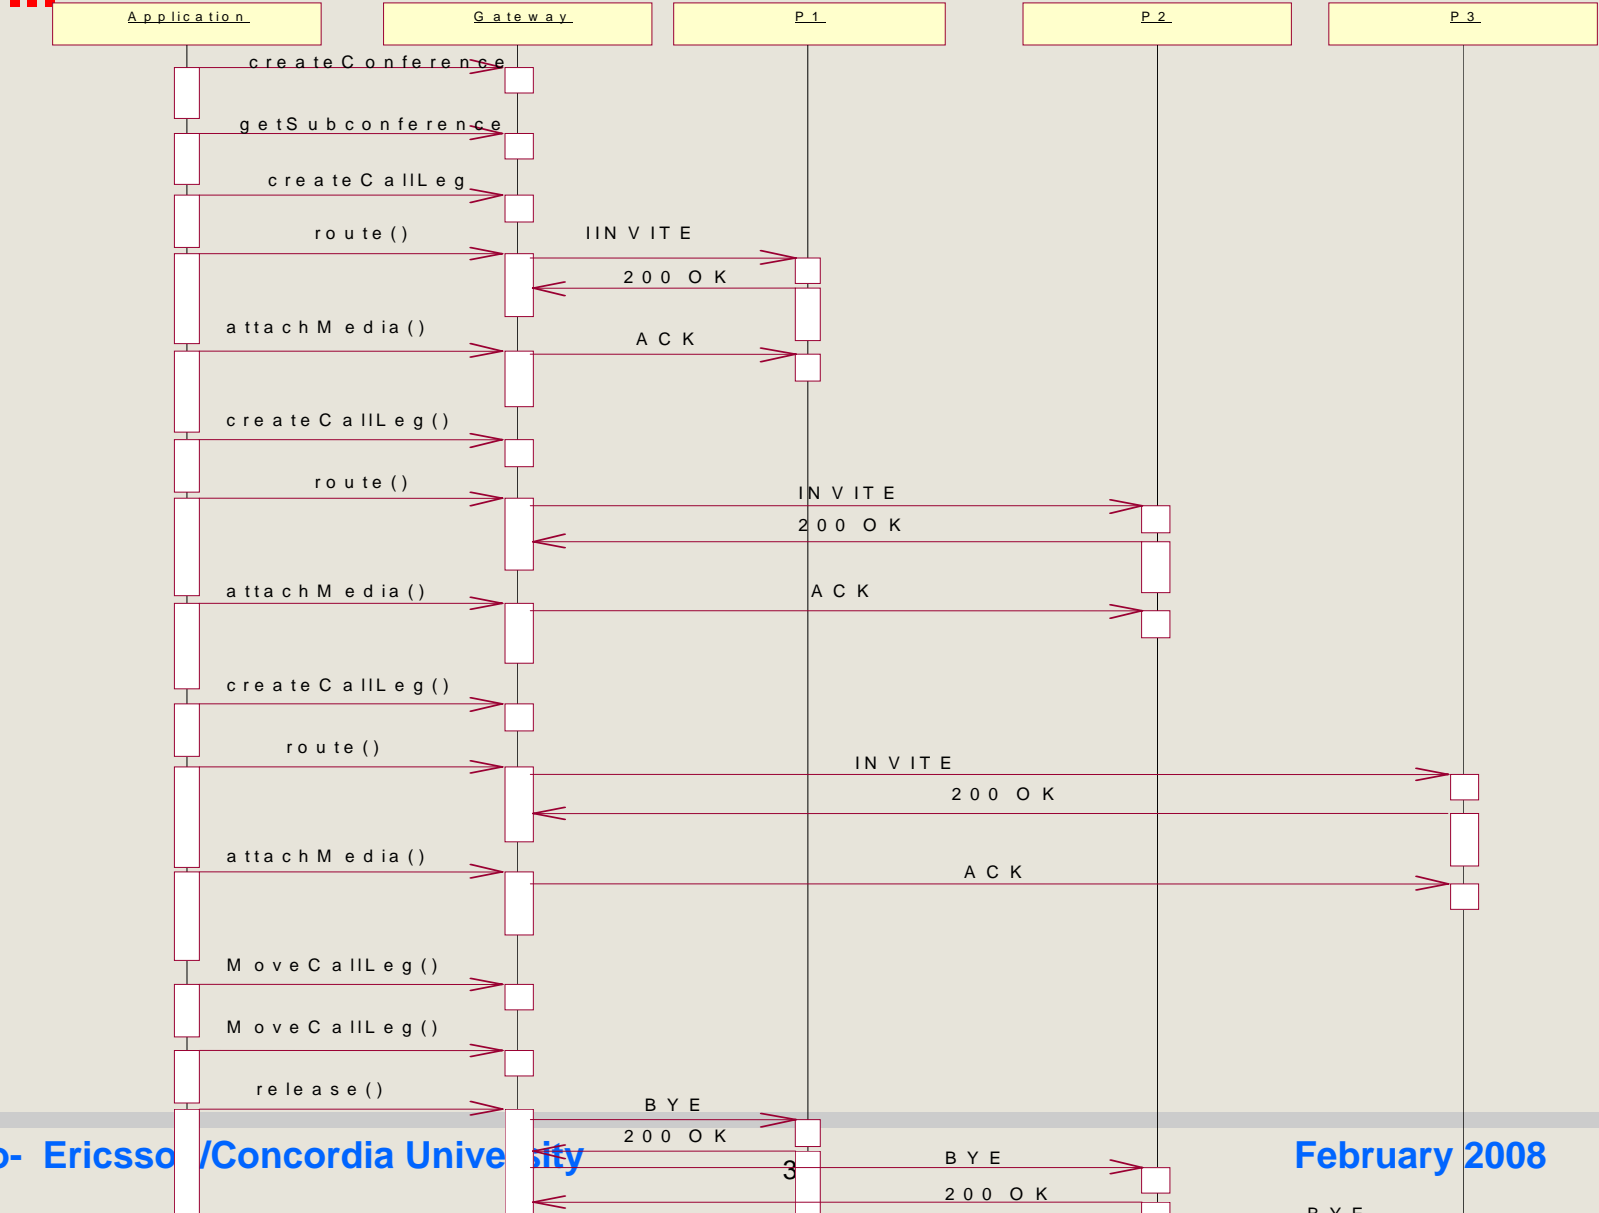 Application Gateway P1 P2 P3
createConference
getSubconference
createCallLeg
route() IINVITE
200 OK
attachMedia()
ACK
createCallLeg()
route()
INVITE
200 OK
attachMedia() ACK
createCallLeg()
route()
INVITE
200 OK
attachMedia()
ACK
MoveCallLeg()
MoveCallLeg()
release()
BYE
200 OK
/Concordia February 2008
3
BYE
200 OK
BYE